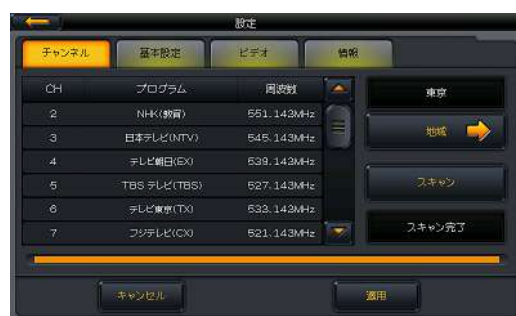 設定
チャンネル 基本設定 ビデオ 情報
CH プログラム 周波数 東京
2 NHK(教育) 551.143MHz
3 日本テレビ(NTV) 545.143MHz 地域
4 テレビ朝日(EX) 539.143MHz
5 TBS テレビ(TBS) 527.143MHz スキャン
6 テレビ東京(TX) 533.143MHz
7 フジテレビ(CX) 521.143MHz スキャン完了
キャンセル 適用